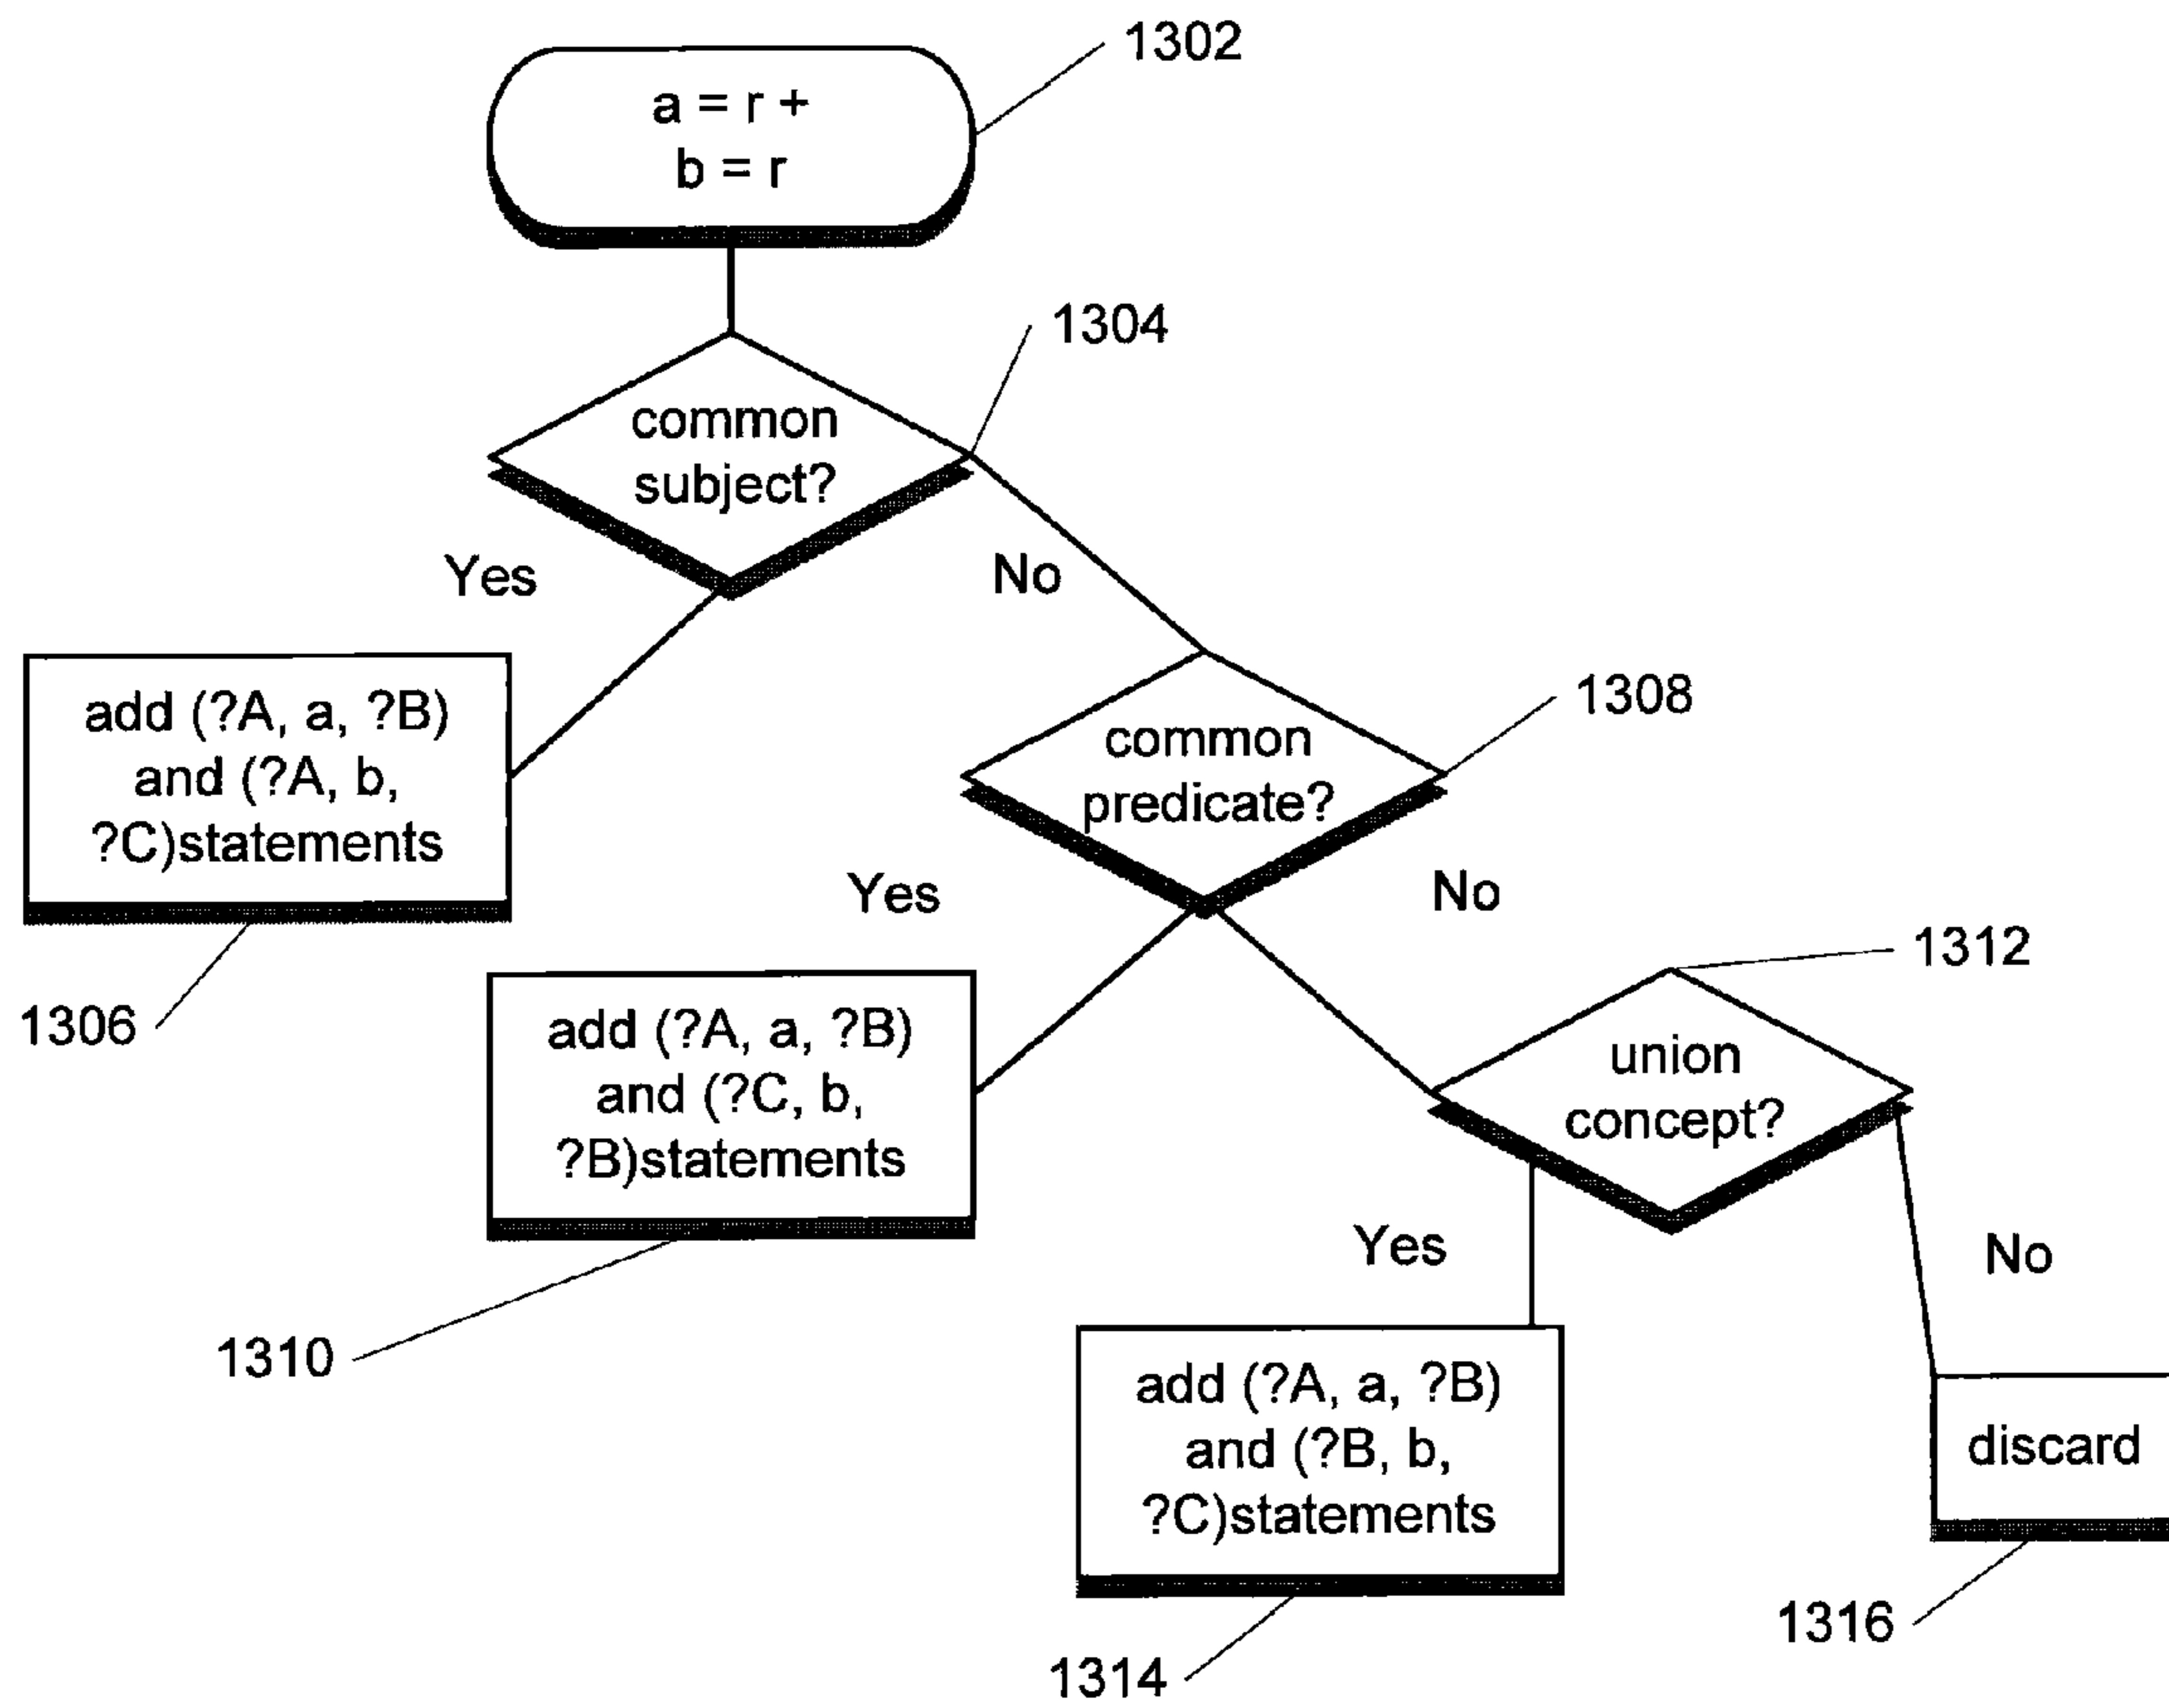 1302
a = r +
b = r
1304
common
subject?
Yes
No
add (?A, a, ?B)
and (?A, b,
?C)statements
1306
1308
common
predicate?
Yes
No
add (?A, a, ?B)
and (?C, b,
?B)statements
1310
1312
union
concept?
Yes
No
add (?A, a, ?B)
and (?B, b,
?C)statements
1314
discard
1316